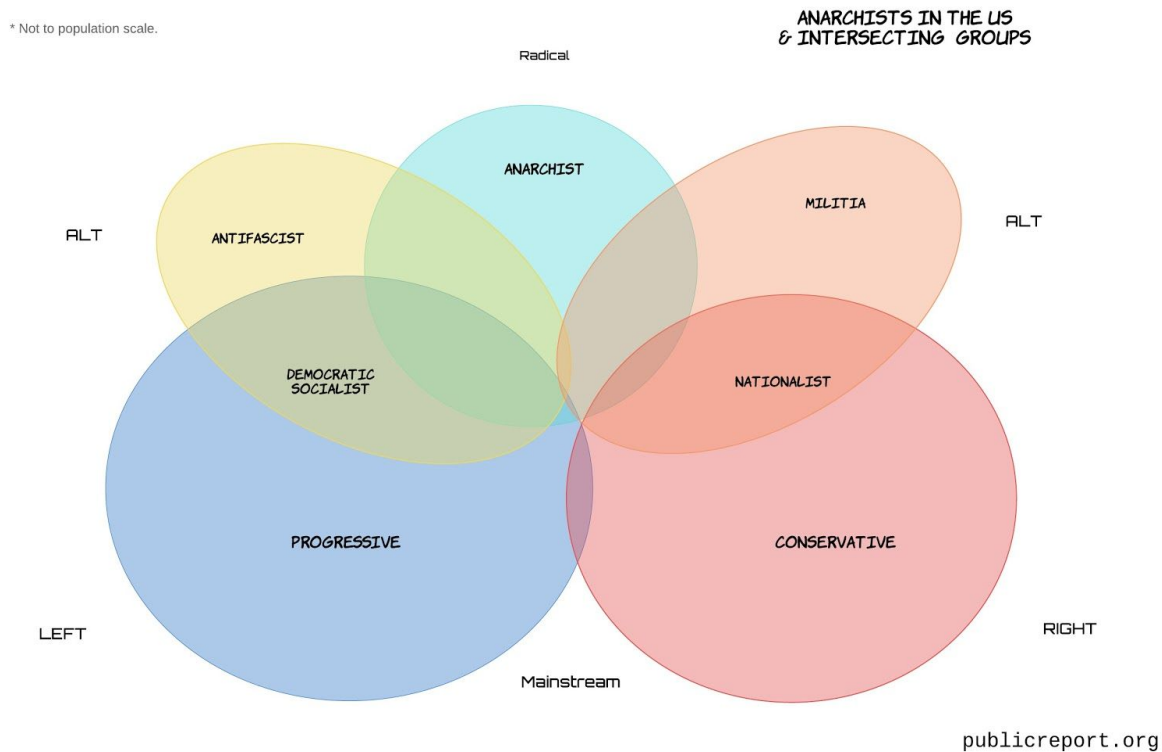 * Not to population scale.
ANARCHISTS IN THE US
& INTERSECTING GROUPS
Radical
ANARCHIST
MILITIA
ALT
ANTIFASCIST
ALT
DEMOCRATIC
SOCIALIST
NATIONALIST
PROGRESSIVE
CONSERVATIVE
LEFT
RIGHT
Mainstream
publicreport.org